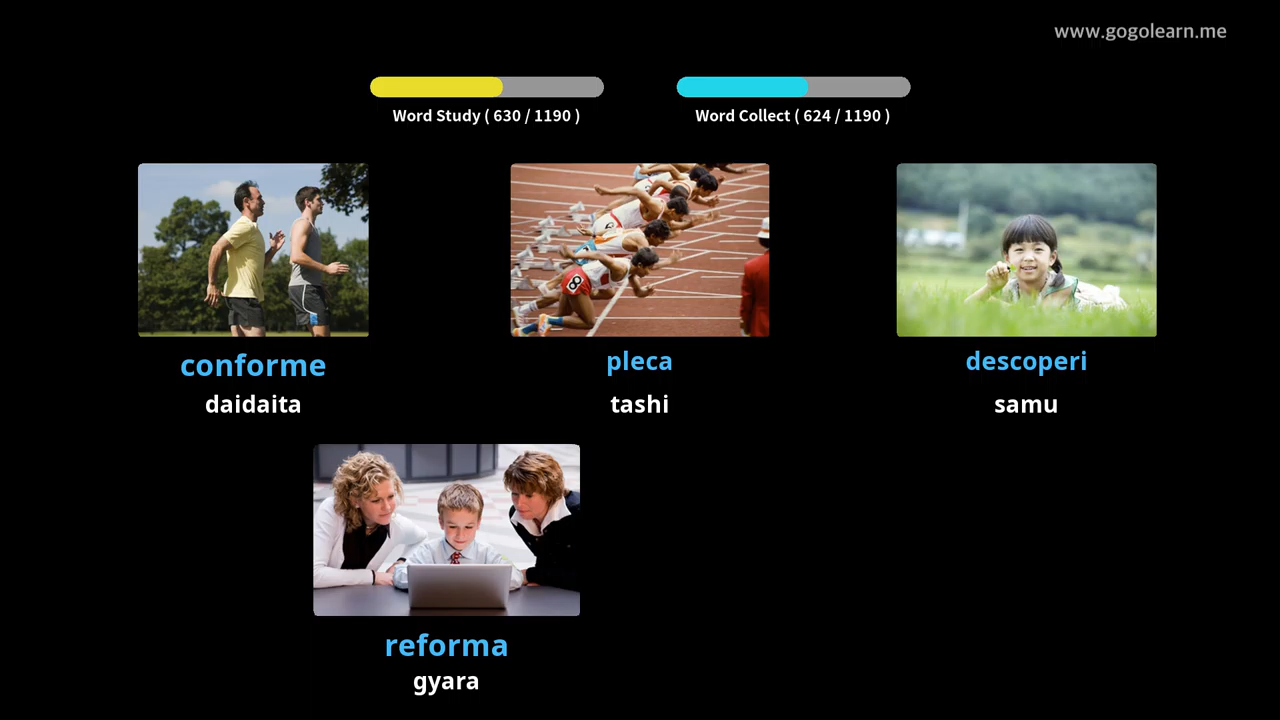 www.gogolearn.me
Word Study ( 630 / 1190 )
Word Collect ( 624 / 1190 )
conforme
daidaita
pleca
tashi
descoperi
samu
reforma
gyara